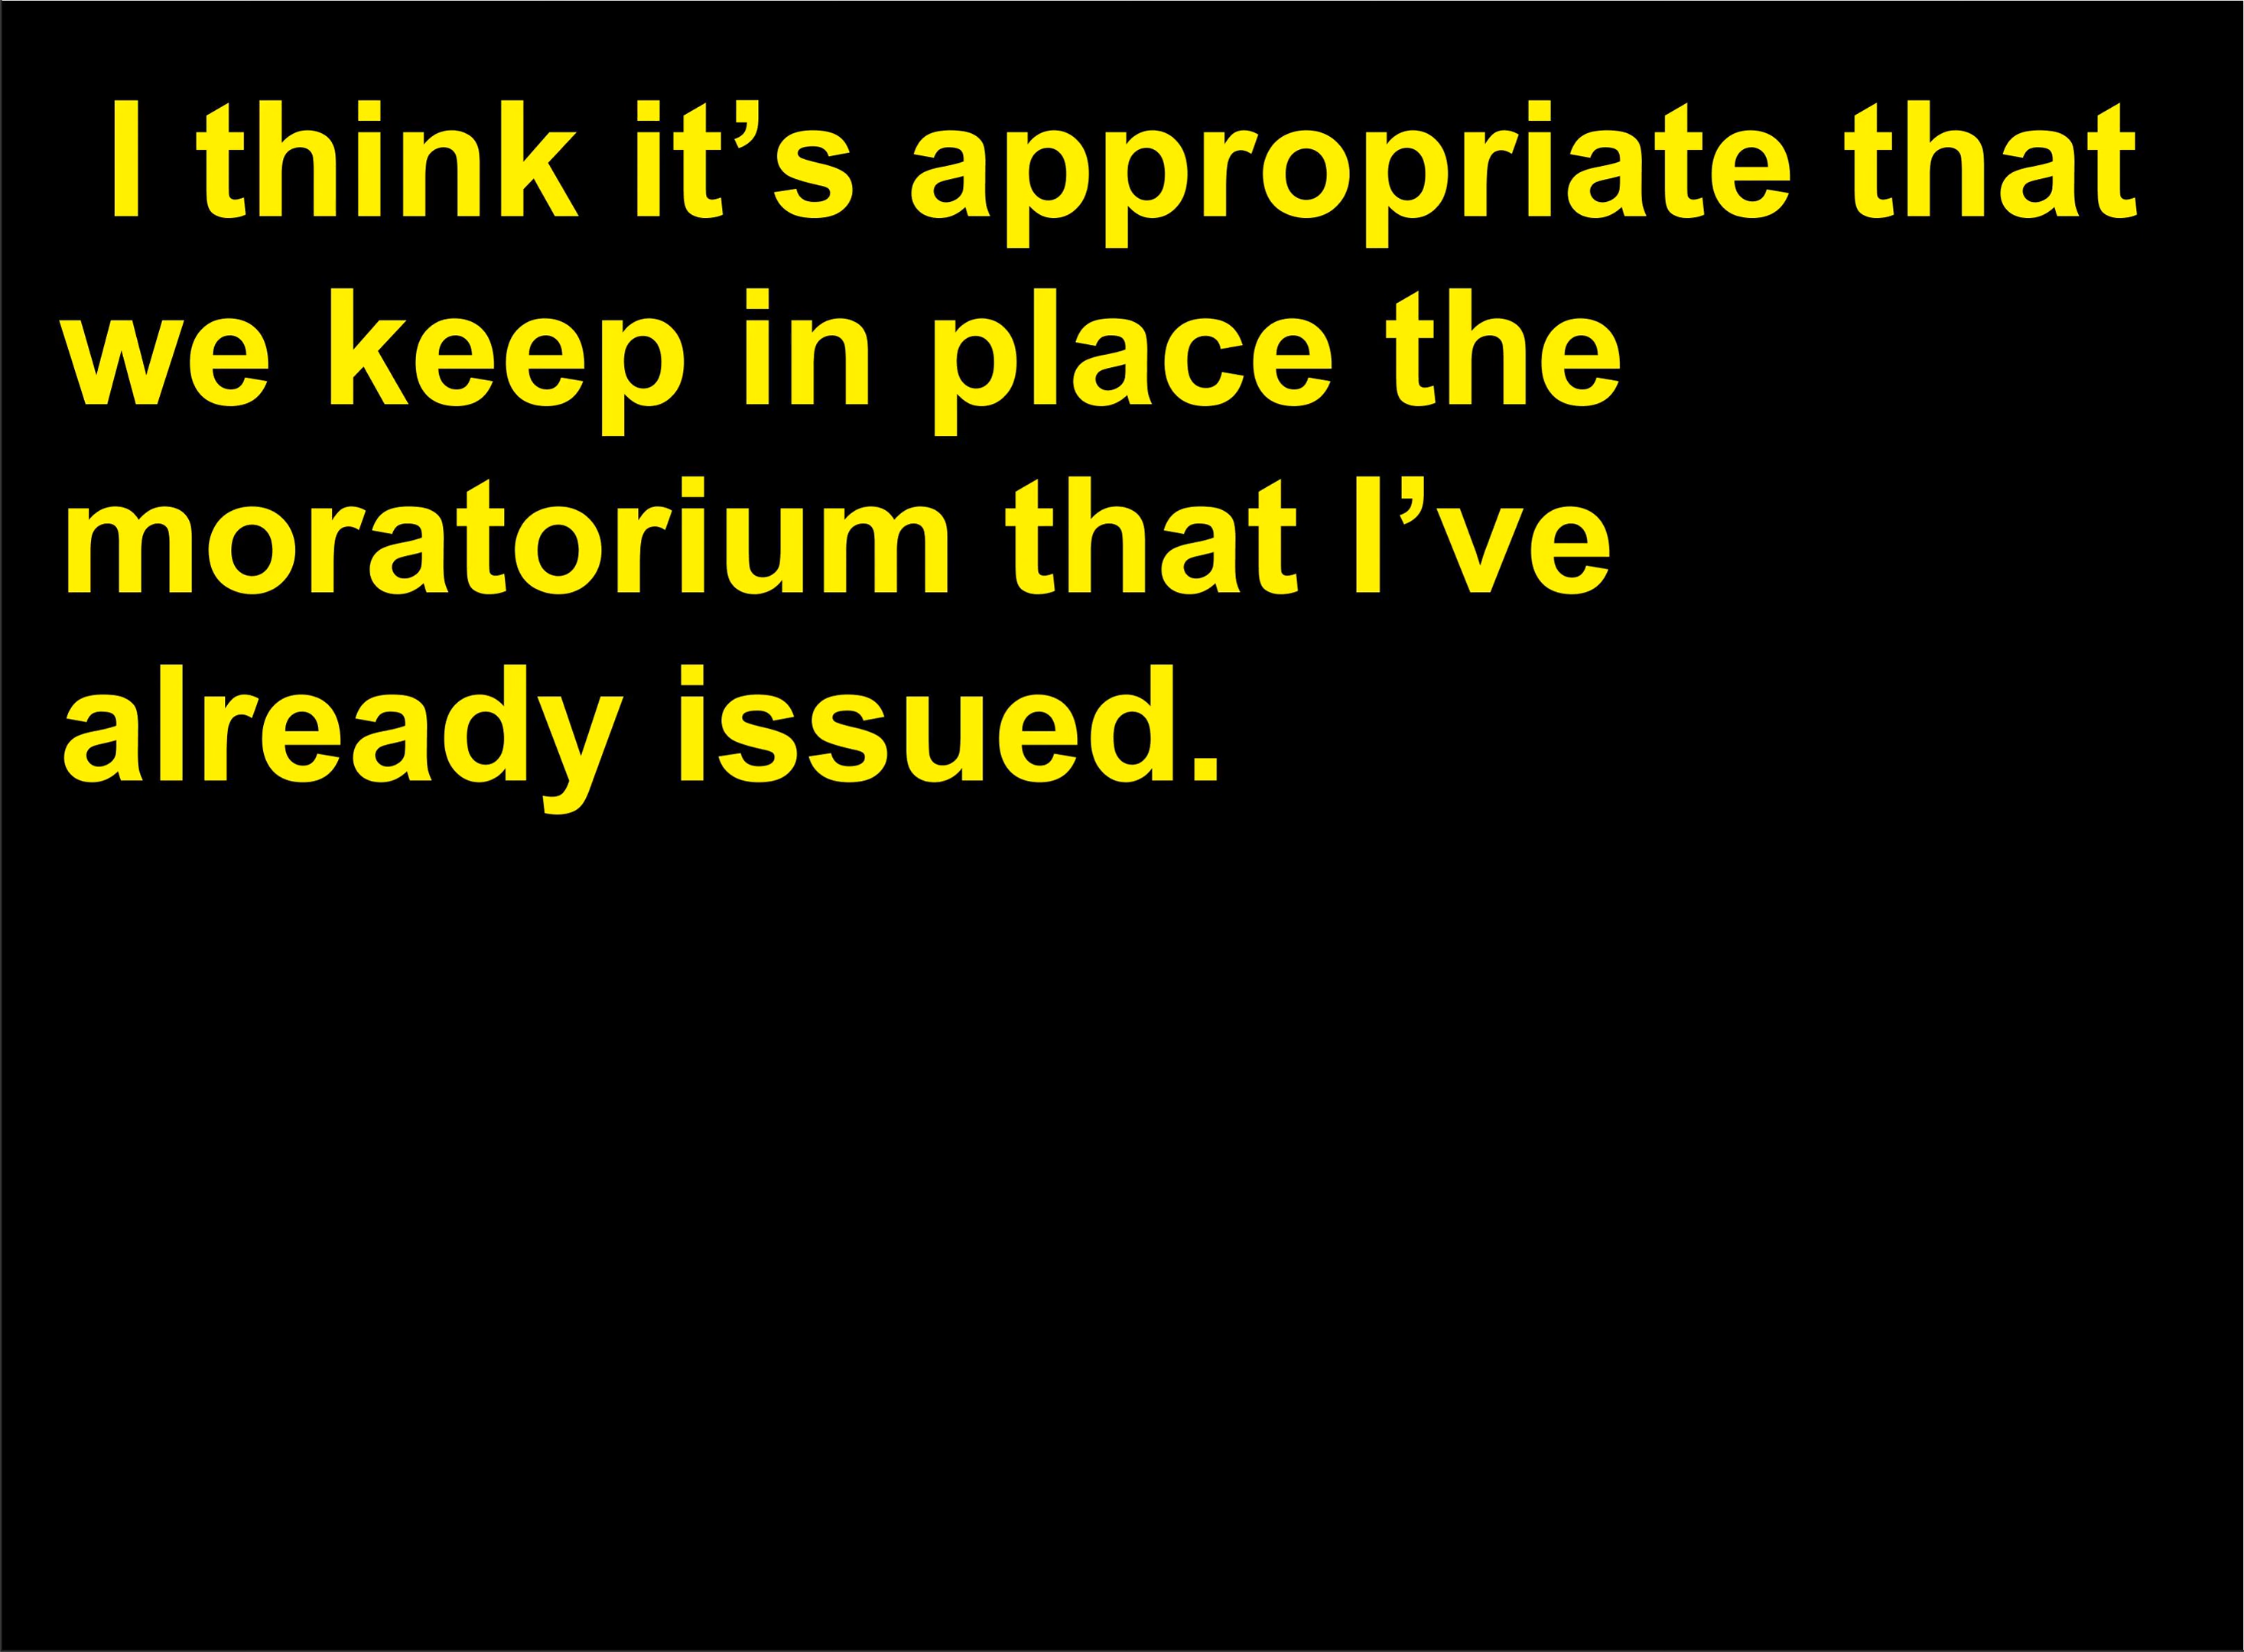 I think it’s appropriate that
we keep in place the
moratorium that I’ve
already issued.